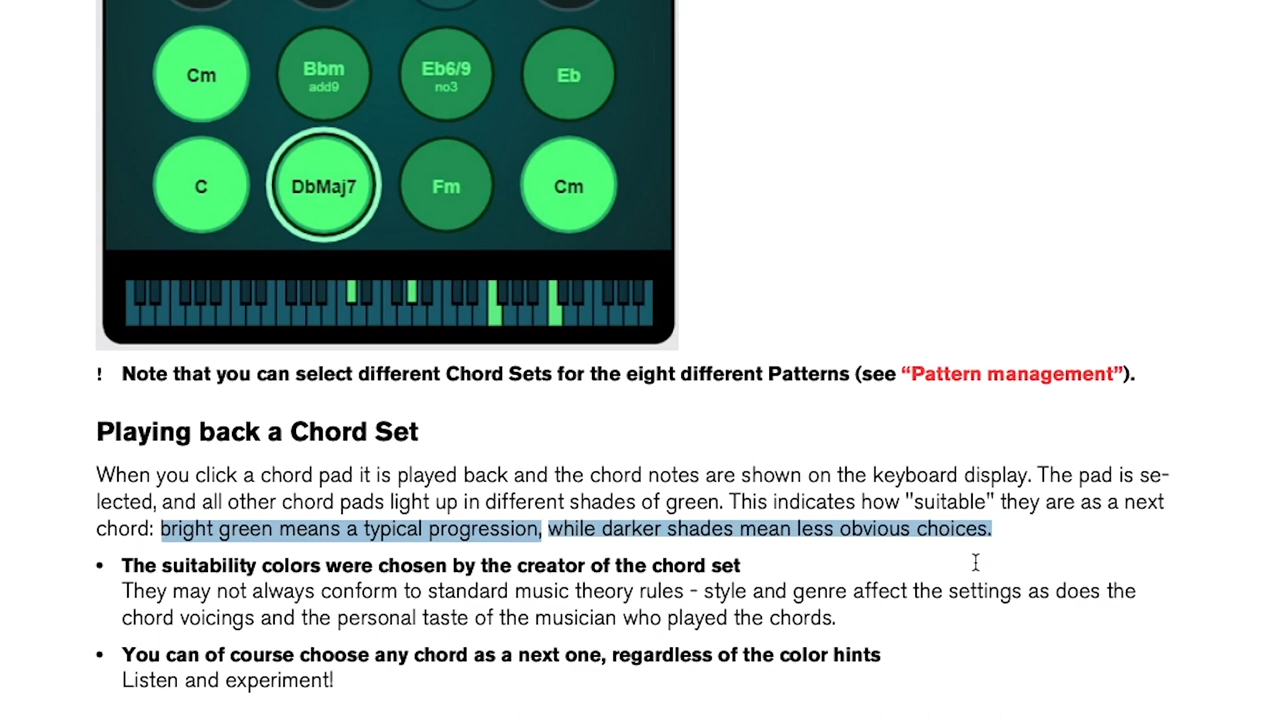 Cm
Bbm
add9
Eb6/9
no3
Eb
C
DbMaj7
Fm
Cm
! Note that you can select different Chord Sets for the eight different Patterns (see “Pattern management”).
Playing back a Chord Set
When you click a chord pad it is played back and the chord notes are shown on the keyboard display. The pad is se-
lected, and all other chord pads light up in different shades of green. This indicates how "suitable" they are as a next
chord: bright green means a typical progression, while darker shades mean less obvious choices.
• The suitability colors were chosen by the creator of the chord set
They may not always conform to standard music theory rules - style and genre affect the settings as does the
chord voicings and the personal taste of the musician who played the chords.
• You can of course choose any chord as a next one, regardless of the color hints
Listen and experiment!